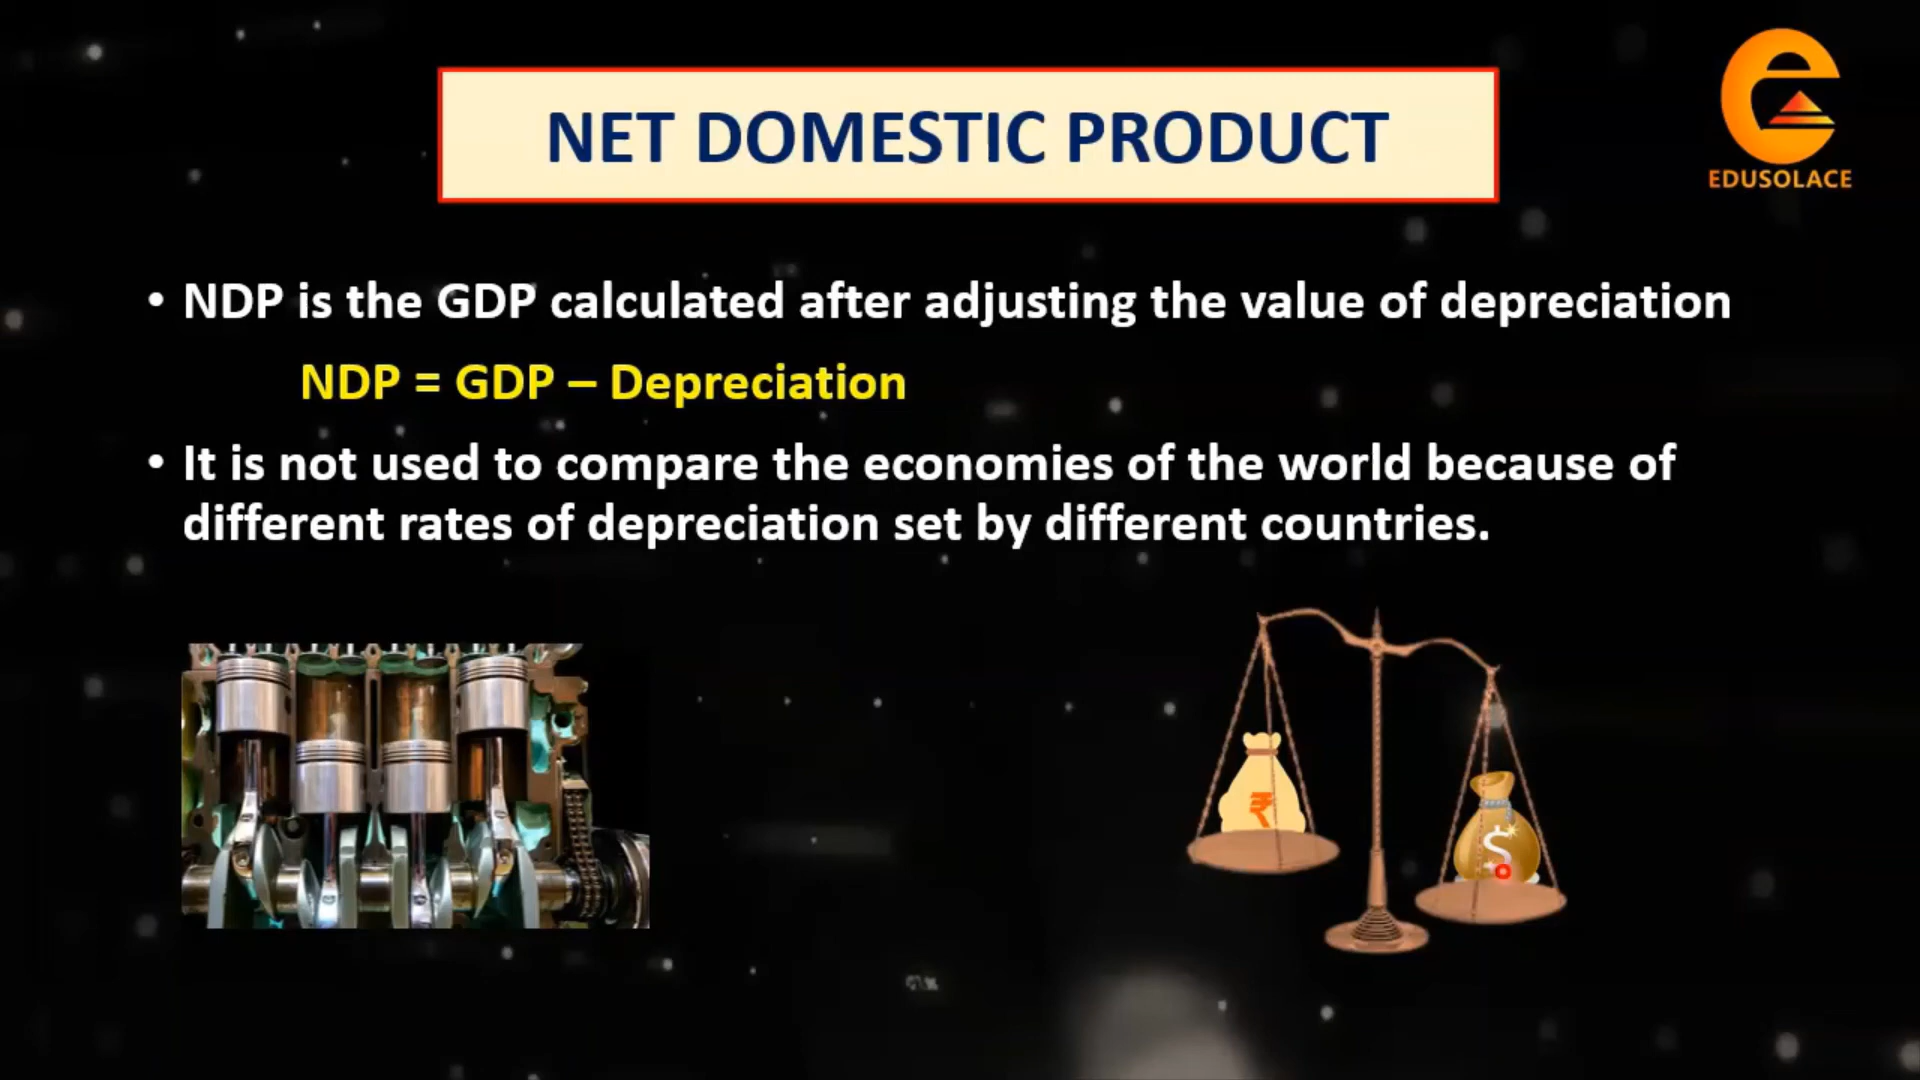 NET DOMESTIC PRODUCT
EDUSOLACE
• NDP is the GDP calculated after adjusting the value of depreciation
NDP = GDP – Depreciation
• It is not used to compare the economies of the world because of
different rates of depreciation set by different countries.
₹
$